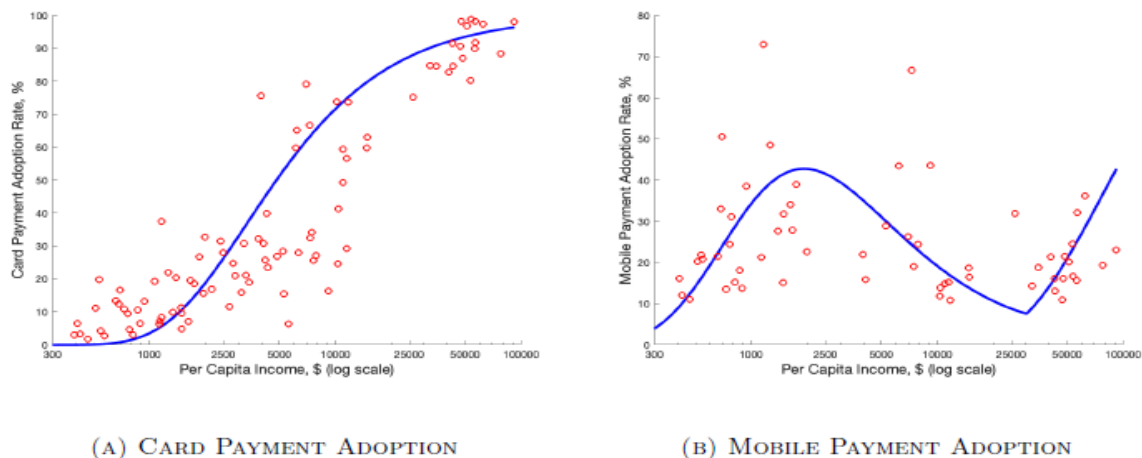 Card Payment Adoption Rate, %
100
90
80
70
60
50
40
30
20
10
0
300 1000 2500 10000 25000 50000 100000
Per Capita Income, $ (log scale)
(A) CARD PAYMENT ADOPTION
Mobile Payment Adoption Rate, %
80
70
60
50
40
30
20
10
0
300 1000 2500 10000 25000 50000 100000
Per Capita Income, $ (log scale)
(B) MOBILE PAYMENT ADOPTION